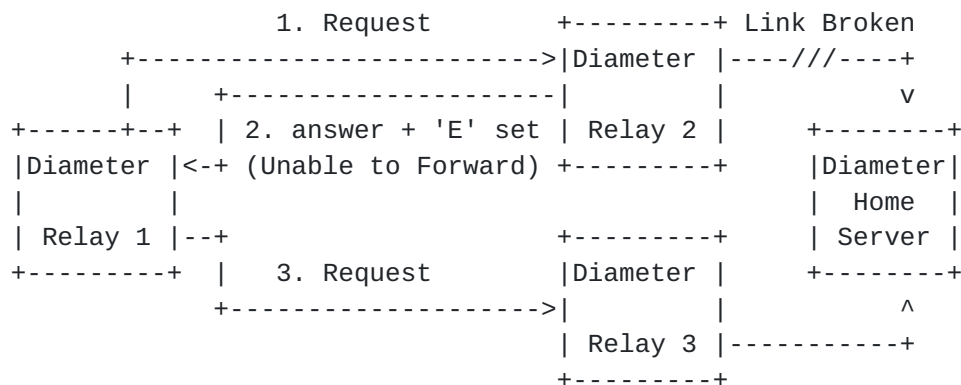 1. Request        +---------+ Link Broken
       +-------------------------->|Diameter |----///----+
       |     +---------------------|         |           v
+------+--+  | 2. answer + 'E' set | Relay 2 |     +--------+
|Diameter |<-+ (Unable to Forward) +---------+     |Diameter|
|         |                                        |  Home  |
| Relay 1 |--+                     +---------+     | Server |
+---------+  |   3. Request        |Diameter |     +--------+
             +-------------------->|         |           ^
                                   | Relay 3 |-----------+
                                   +---------+